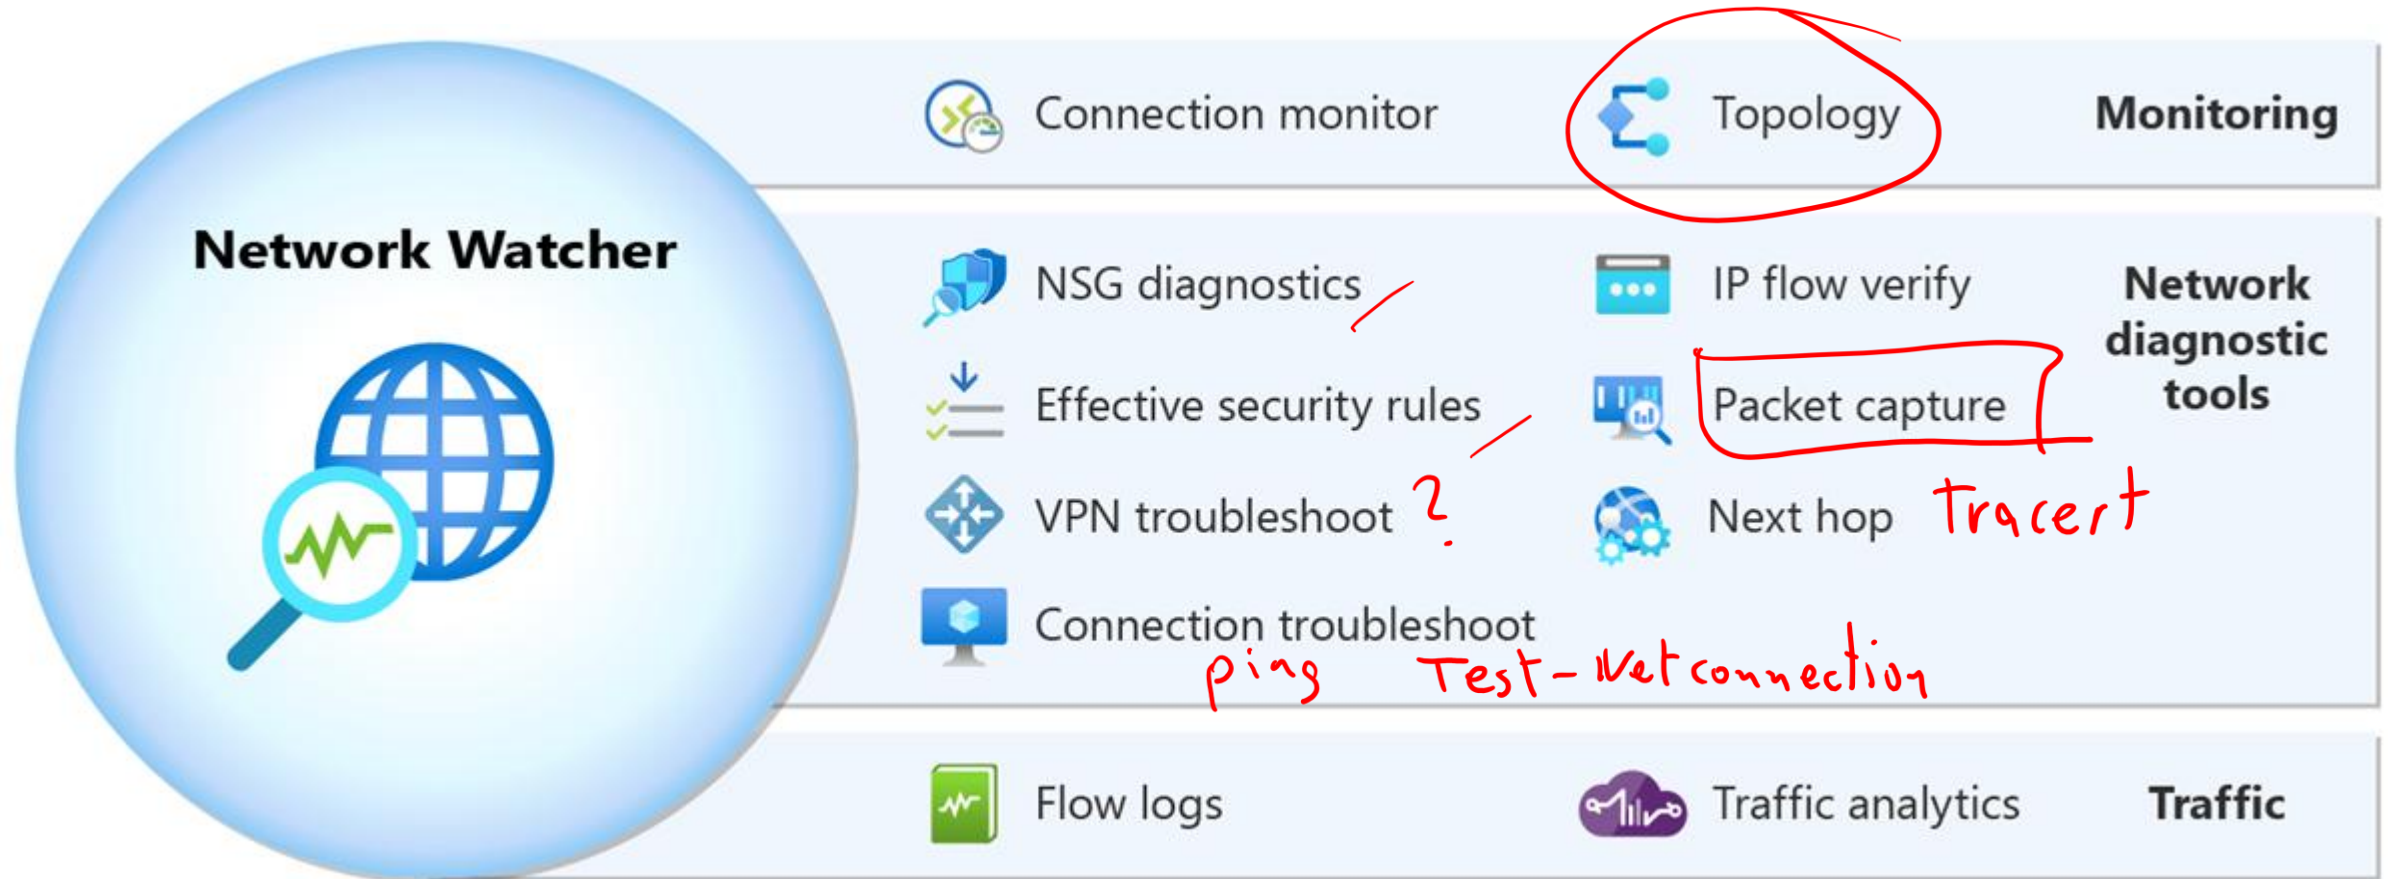 Network Watcher
Connection monitor
Topology
Monitoring
NSG diagnostics
IP flow verify
Network
diagnostic
tools
Effective security rules
Packet capture
VPN troubleshoot ?
Next hop Tracert
Connection troubleshoot
ping Test-Netconnection
Flow logs
Traffic analytics
Traffic